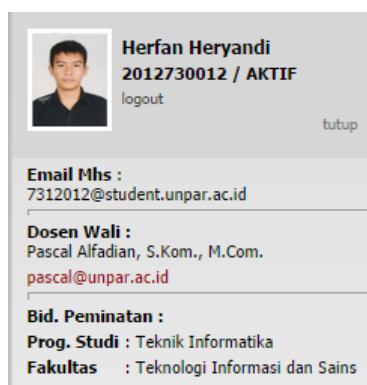 Herfan Heryandi
2012730012 / AKTIF
logout
tutup
Email Mhs :
7312012@student.unpar.ac.id
Dosen Wali :
Pascal Alfadian, S.Kom., M.Com.
pascal@unpar.ac.id
Bid. Peminatan :
Prog. Studi : Teknik Informatika
Fakultas : Teknologi Informasi dan Sains